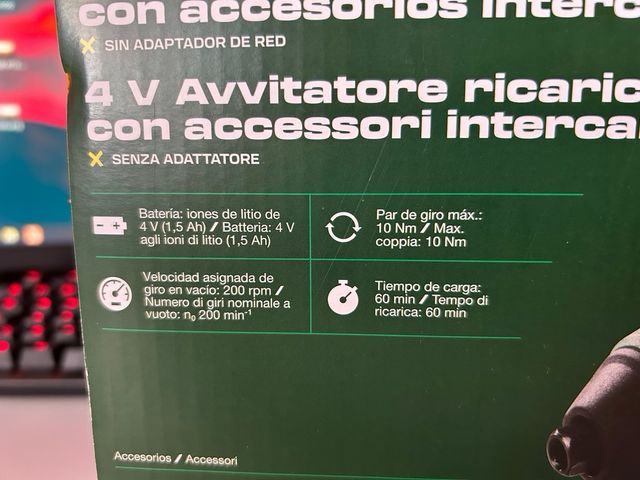 con accesorios interc
SIN ADAPTADOR DE RED
4 V Avvitatore ricaric
con accessori interca
SENZA ADATTATORE
Batería: iones de litio de
4 V (1,5 Ah) / Batteria: 4 V
agli ioni di litio (1,5 Ah)
Par de giro máx.:
10 Nm / Max.
coppia: 10 Nm
Velocidad asignada de
giro en vacío: 200 rpm /
Numero di giri nominale a
vuoto: n₀ 200 min⁻¹
Tiempo de carga:
60 min / Tempo di
ricarica: 60 min
Accesorios / Accessori